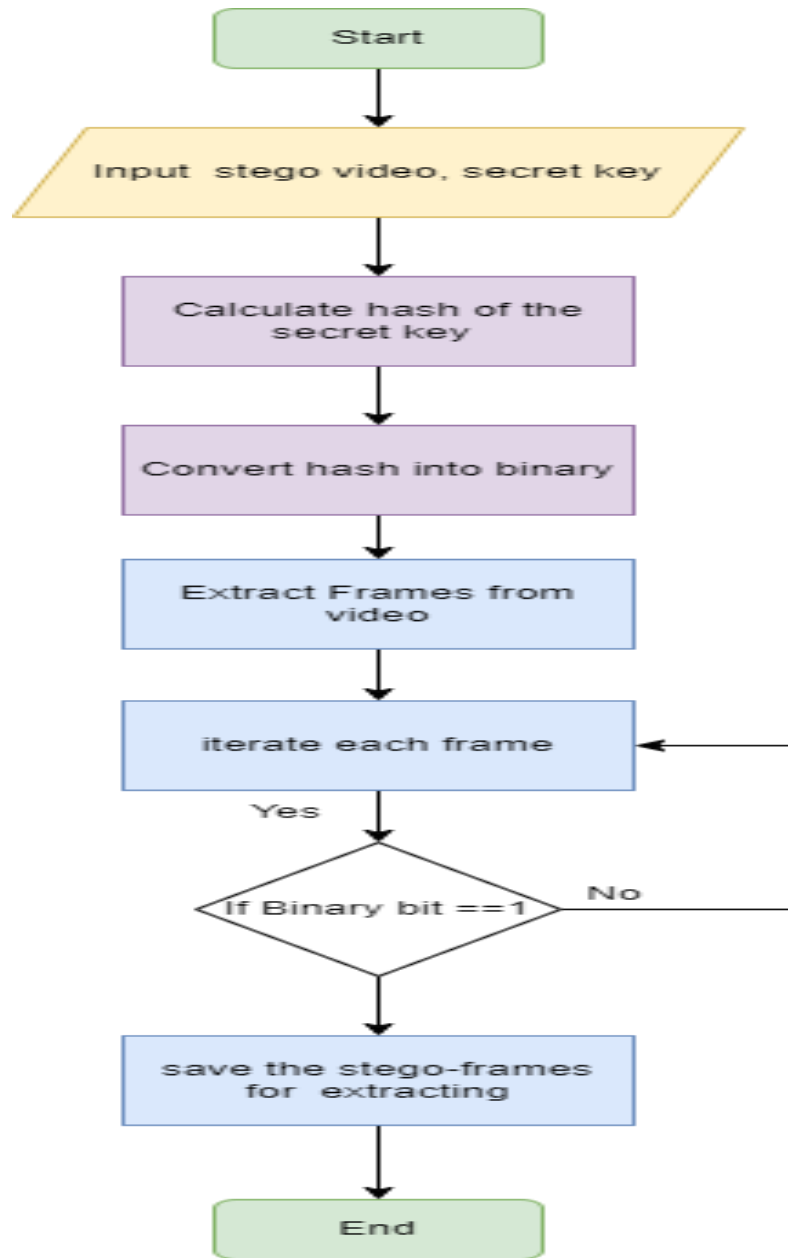 Start
Input stego video, secret key
Calculate hash of the
secret key
Convert hash into binary
Extract Frames from
video
iterate each frame
Yes
If Binary bit ==1
No
save the stego-frames
for extracting
End